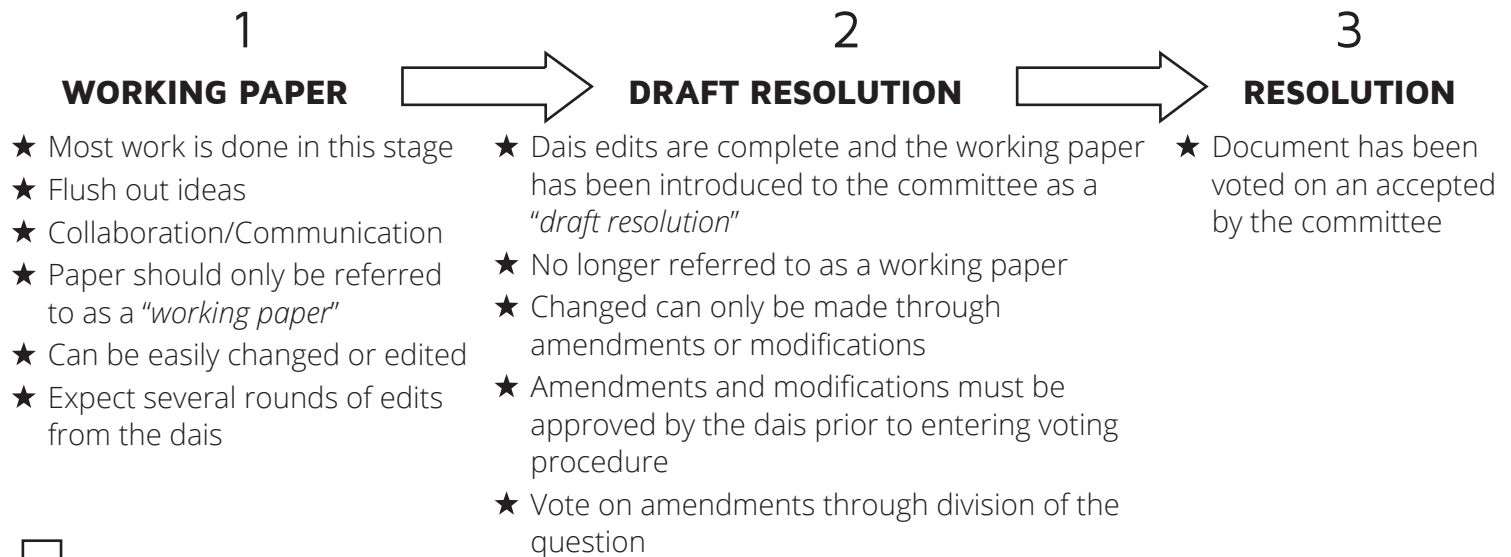 1
WORKING PAPER
★ Most work is done in this stage
★ Flush out ideas
★ Collaboration/Communication
★ Paper should only be referred
to as a “working paper”
★ Can be easily changed or edited
★ Expect several rounds of edits
from the dais
2
DRAFT RESOLUTION
★ Dais edits are complete and the working paper
has been introduced to the committee as a
“draft resolution”
★ No longer referred to as a working paper
★ Changed can only be made through
amendments or modifications
★ Amendments and modifications must be
approved by the dais prior to entering voting
procedure
★ Vote on amendments through division of the
question
3
RESOLUTION
★ Document has been
voted on an accepted
by the committee